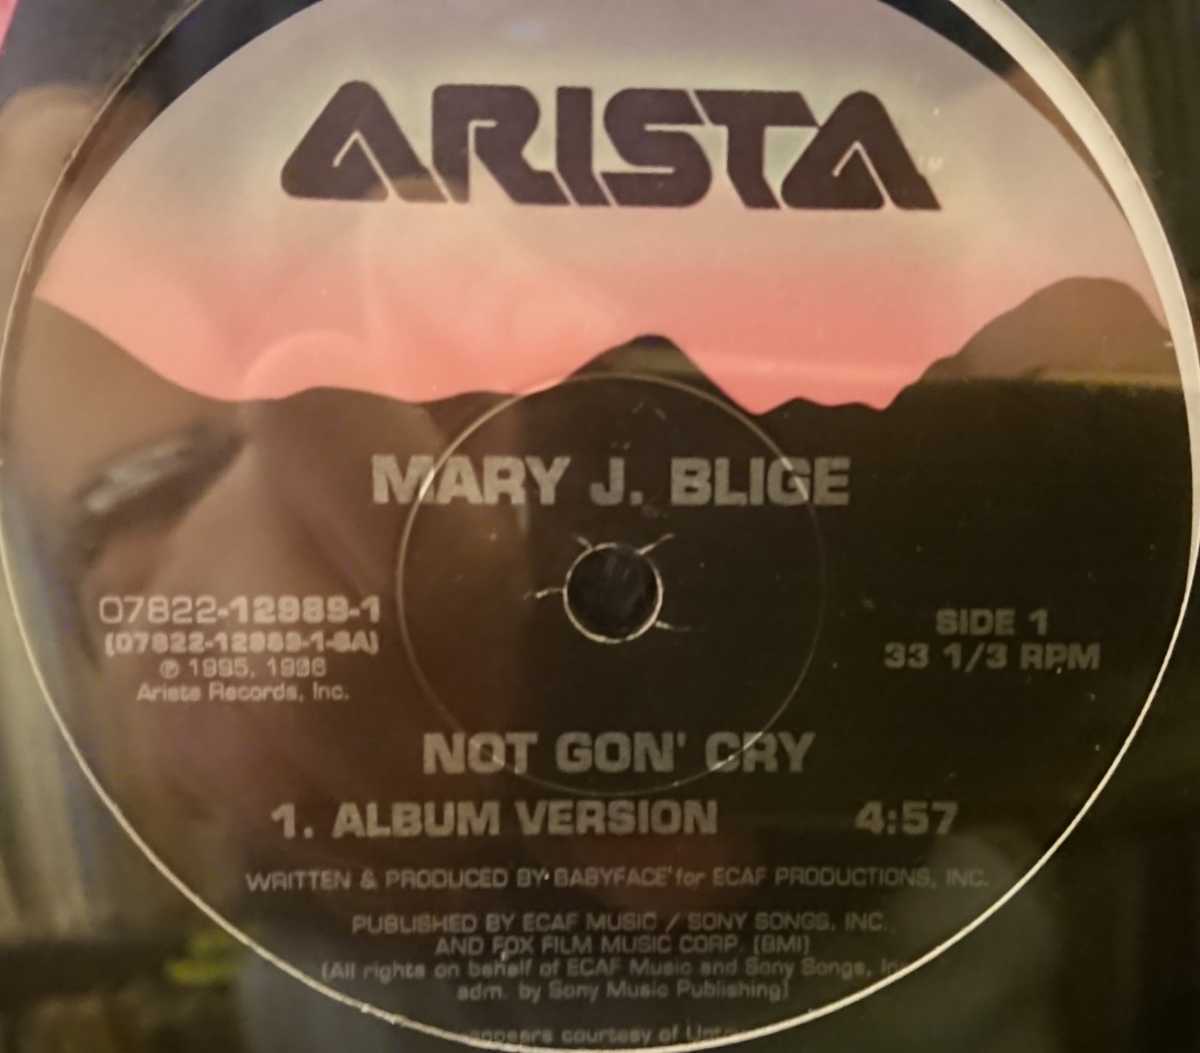 ARISTA
MARY J. BLIGE
07822-12989-1
(07822-12989-1-SA)
℗ 1995, 1996
Arista Records, Inc.
SIDE 1
33 1/3 RPM
NOT GON' CRY
1. ALBUM VERSION 4:57
WRITTEN & PRODUCED BY BABYFACE for ECAF PRODUCTIONS, INC.
PUBLISHED BY ECAF MUSIC / SONY SONGS, INC.
AND FOX FILM MUSIC CORP. (BMI)
(All rights on behalf of ECAF Music and Sony Songs,
adm. by Sony Music Publishing)
appears courtesy of